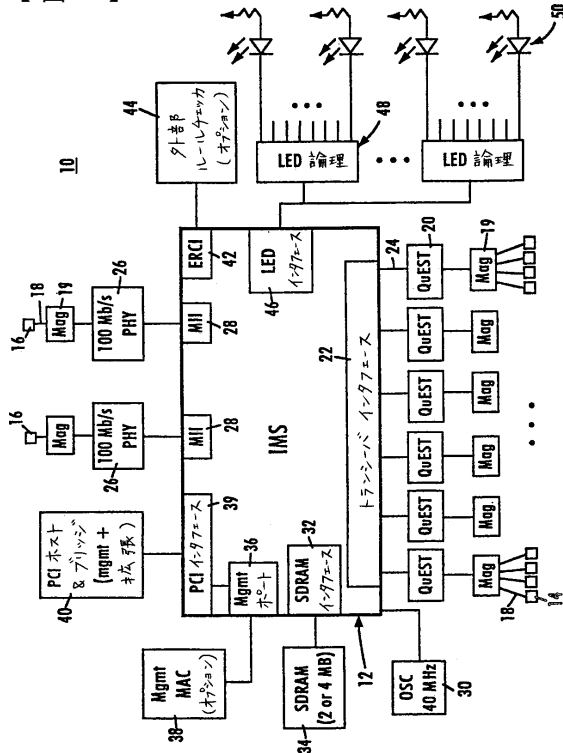 10
44
外部
ルールチェッカ
(オプション)
50
LED 論理
48
LED 論理
16
18
19
Mag
26
100 Mb/s
PHY
16
Mag
100 Mb/s
PHY
26
PCI ホスト
& ブリッジ
(mgmt +
拡張)
40
ERCI
42
MII
28
MII
28
PCI インタフェース
39
LED
インタフェース
46
IMS
Mgmt
ポート
36
Mgmt
MAC
(オプション)
38
SDRAM
インタフェース
32
SDRAM
(2 or 4 MB)
34
22
トランシーバ インタフェース
12
OSC
40 MHz
30
24
QuEST
20
QuEST
QuEST
QuEST
QuEST
QuEST
Mag
19
Mag
Mag
Mag
Mag
Mag
18
14